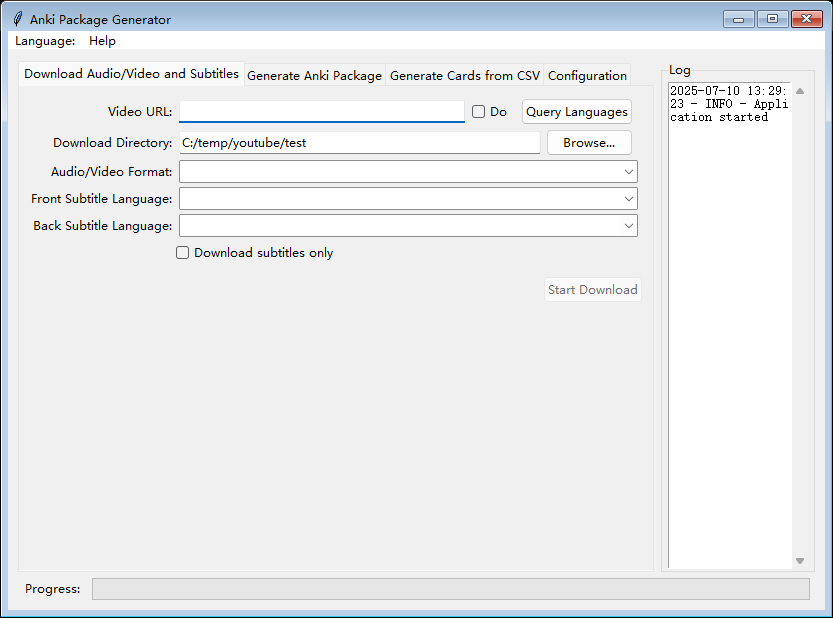 Anki Package Generator
Language: Help
Download Audio/Video and Subtitles Generate Anki Package Generate Cards from CSV Configuration
Video URL: Do Query Languages
Download Directory: C:/temp/youtube/test Browse...
Audio/Video Format:
Front Subtitle Language:
Back Subtitle Language:
Download subtitles only
Start Download
Log
2025-07-10 13:29:
23 - INFO - Appli
cation started
Progress: